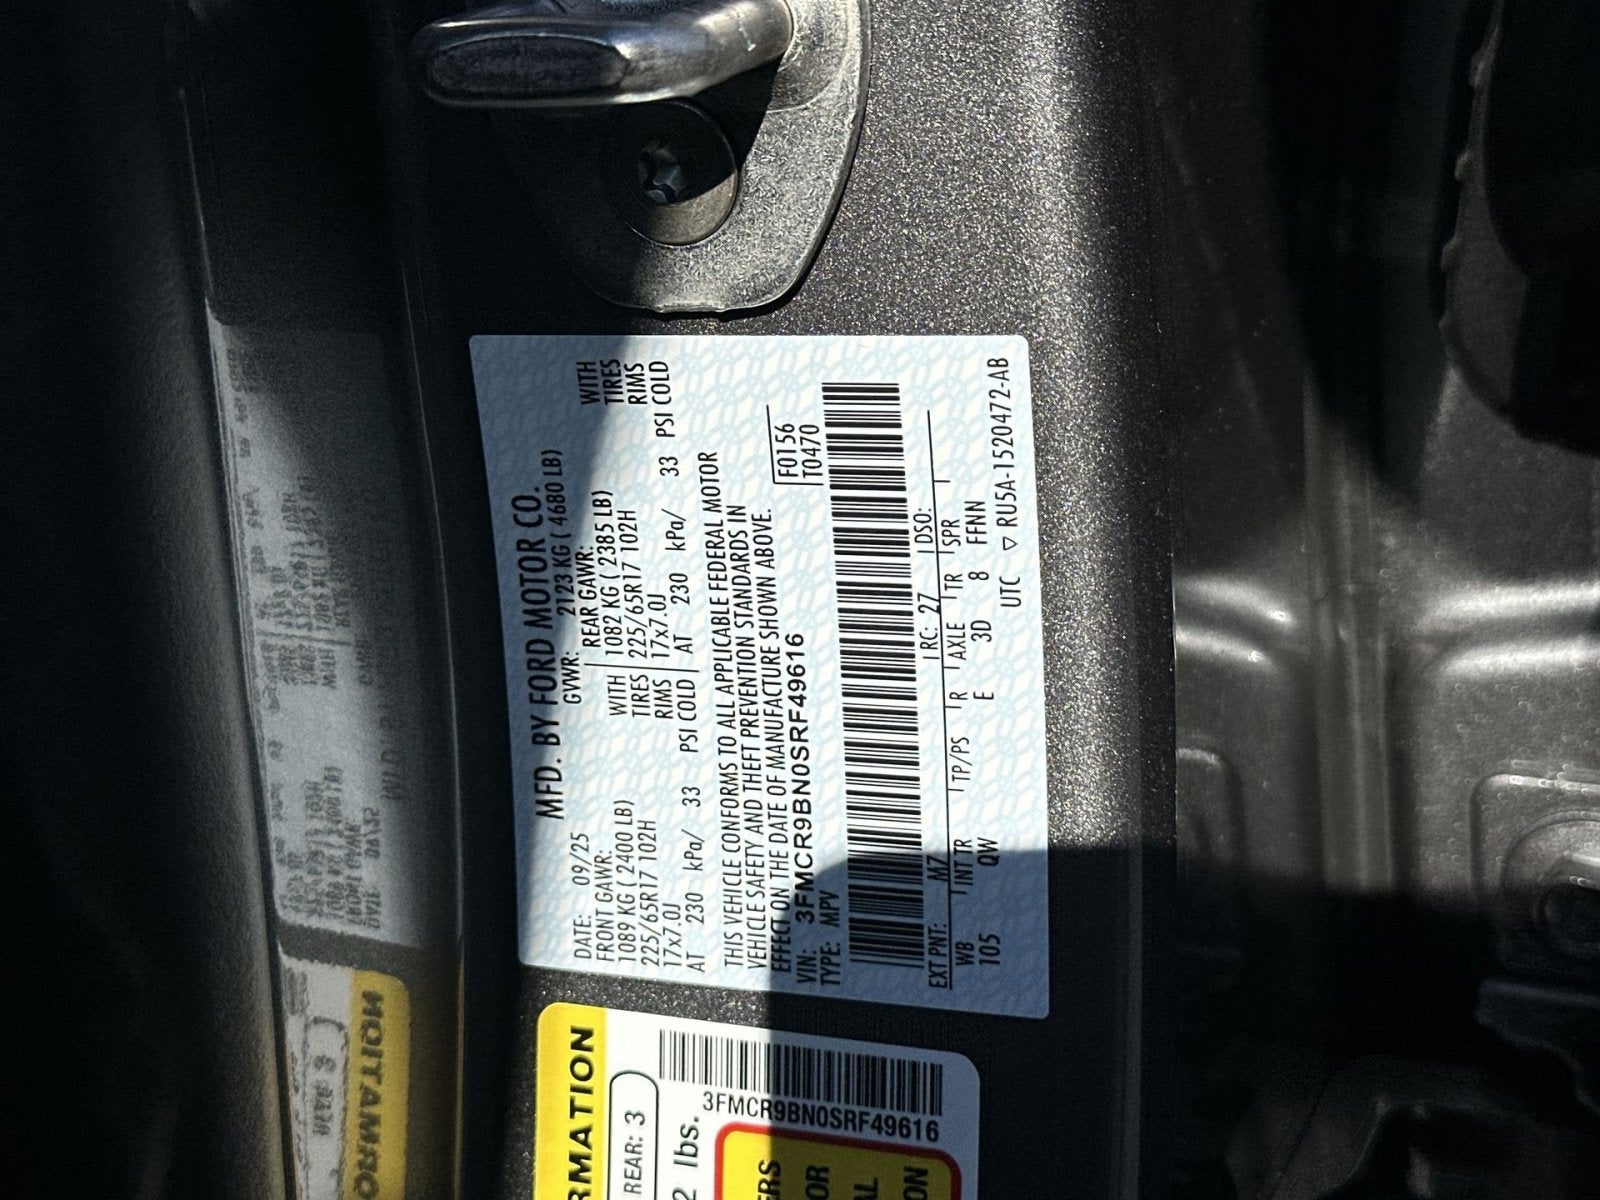 MFD. BY FORD MOTOR CO.
DATE: 09/25
GVWR: 2123 KG ( 4680 LB)
FRONT GAWR:
1089 KG ( 2400 LB)
WITH
225/65R17 102H
TIRES
17x7.0J
RIMS
AT 230 kPa/ 33 PSI COLD
REAR GAWR:
1082 KG ( 2385 LB)
WITH
225/65R17 102H
TIRES
17x7.0J
RIMS
AT 230 kPa/ 33 PSI COLD
THIS VEHICLE CONFORMS TO ALL APPLICABLE FEDERAL MOTOR
VEHICLE SAFETY AND THEFT PREVENTION STANDARDS IN
EFFECT ON THE DATE OF MANUFACTURE SHOWN ABOVE.
VIN: 3FMCR9BN0SRF49616
TYPE: MPV
F0156
T0470
EXT PNT: M7 RC: 27 DSO:
WB INT TR TP/PS R AXLE TR SPR
105 QW E 3D 8 FFNN
UTC ▽ RU5A-1520472-AB
RMATION
REAR: 3
2 lbs.
3FMCR9BN0SRF49616